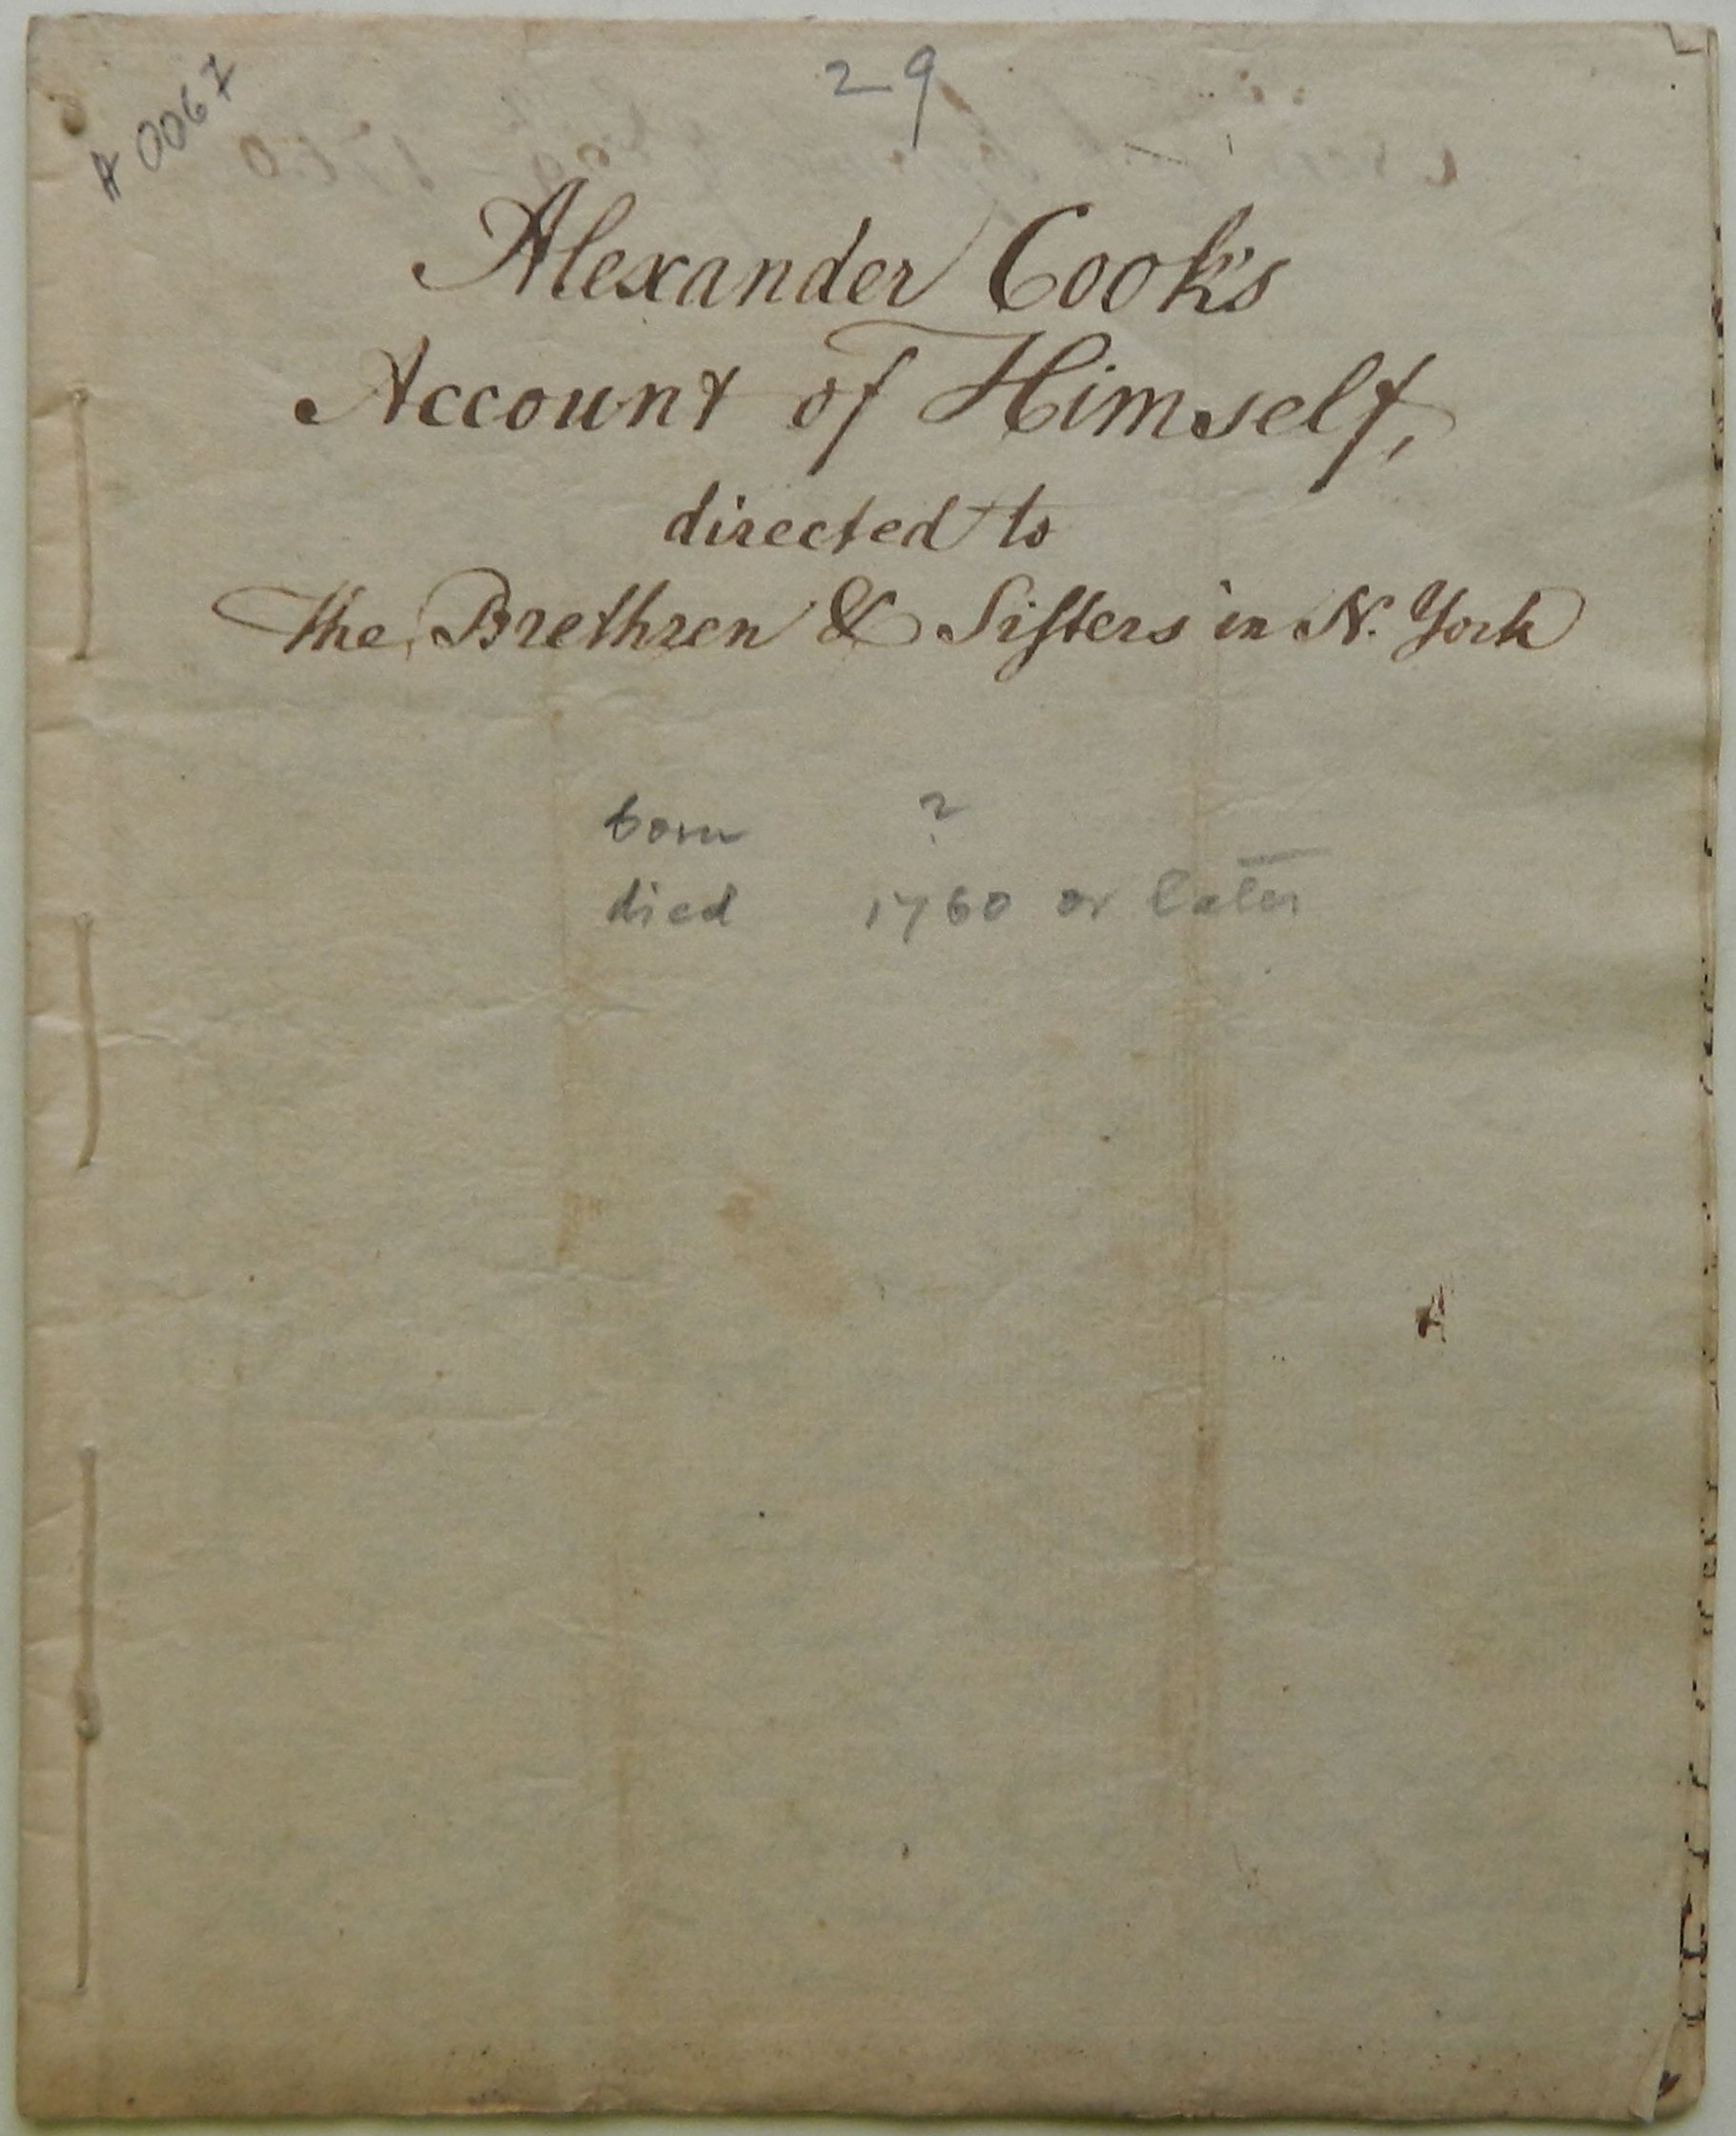 A 0067
29
Alexander Cook's
Account of Himself,
directed to
The Brethren & Sisters in N. York
born ?
died 1760 or later